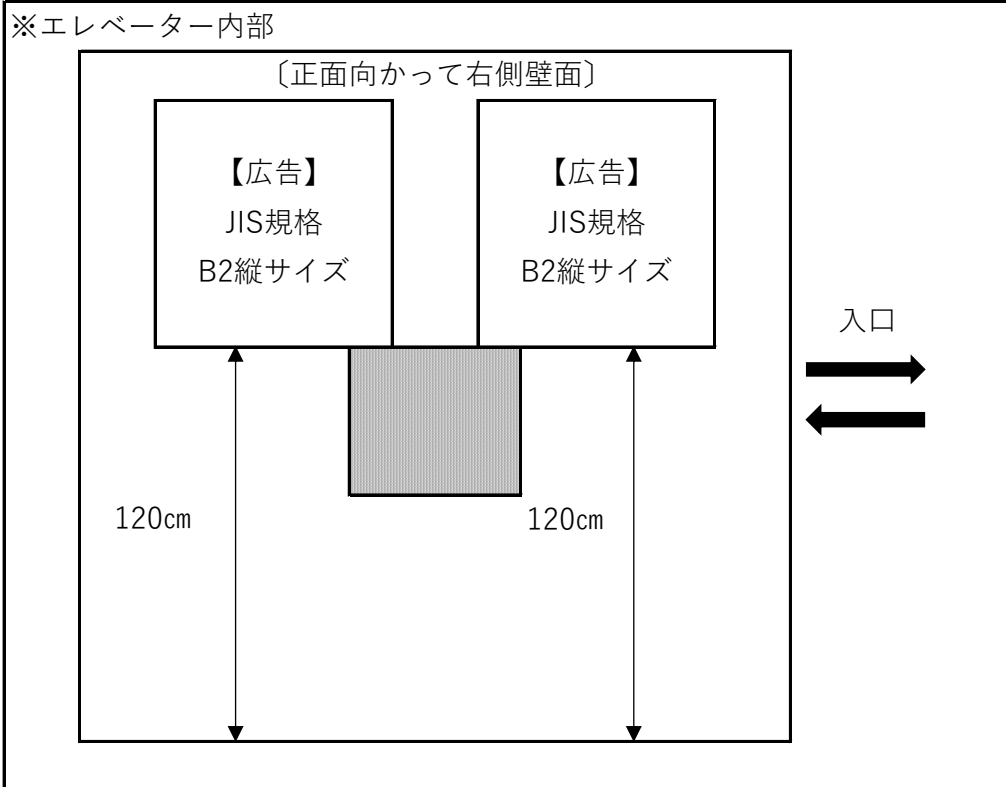 ※エレベーター内部
〔正面向かって右側壁面〕
【広告】
JIS規格
B2縦サイズ
【広告】
JIS規格
B2縦サイズ
入口
120㎝
120㎝